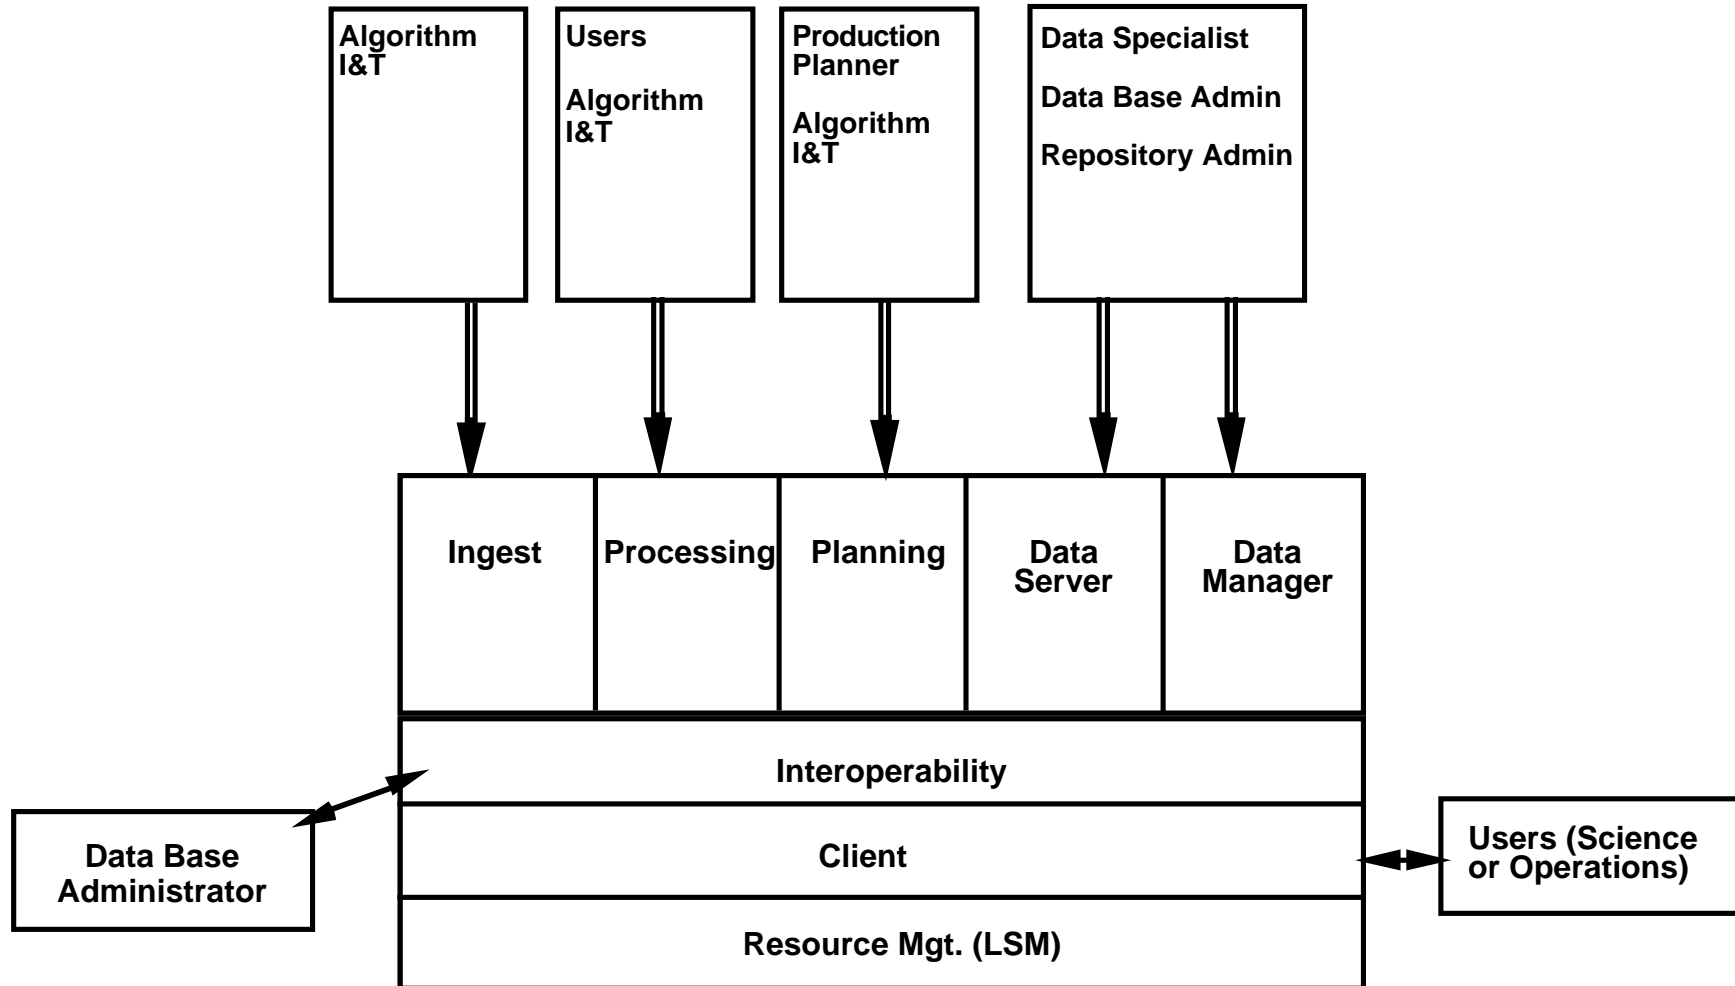 Algorithm
I&T
Users
Algorithm
I&T
Production
Planner
Algorithm
I&T
Data Specialist
Data Base Admin
Repository Admin
Ingest
Processing
Planning
Data
Server
Data
Manager
Interoperability
Data Base
Administrator
Client
Users (Science
or Operations)
Resource Mgt. (LSM)